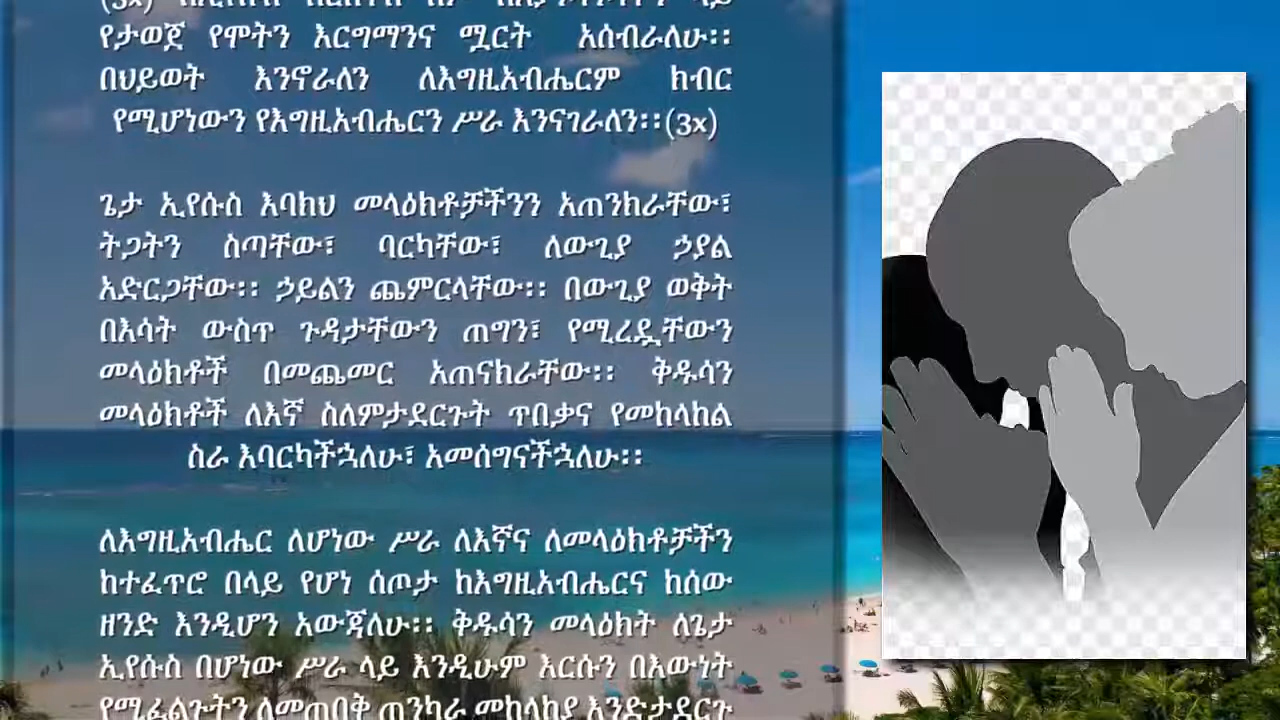 (3x)
የታወጀ የሞትን እርግማንና ሟርት አሰብራለሁ፡፡
በህይወት እንኖራለን ለእግዚአብሔርም ክብር
የሚሆነውን የእግዚአብሔርን ሥራ እንናገራለን፡፡(3x)
ጌታ ኢየሱስ እባክህ መላዕክቶቻችንን አጠንክራቸው፣
ትጋትን ስጣቸው፣ ባርካቸው፣ ለውጊያ ኃያል
አድርጋቸው፡፡ ኃይልን ጨምርላቸው፡፡ በውጊያ ወቅት
በእሳት ውስጥ ጉዳታቸውን ጠግን፣ የሚረዷቸውን
መላዕክቶች በመጨመር አጠናክራቸው፡፡ ቅዱሳን
መላዕክቶች ለእኛ ስለምታደርጉት ጥበቃና የመከላከል
ስራ እባርካችኋለሁ፣ አመሰግናችኋለሁ፡፡
ለእግዚአብሔር ለሆነው ሥራ ለእኛና ለመላዕክቶቻችን
ከተፈጥሮ በላይ የሆነ ሰጦታ ከእግዚአብሔርና ከሰው
ዘንድ እንዲሆን አውጃለሁ፡፡ ቅዱሳን መላዕክት ለጌታ
ኢየሱስ በሆነው ሥራ ላይ እንዲሁም እርሱን በእውነት
የሚፈልጉትን ለመጠበቅ ጠንካራ መከላከያ እንድታደርጉ